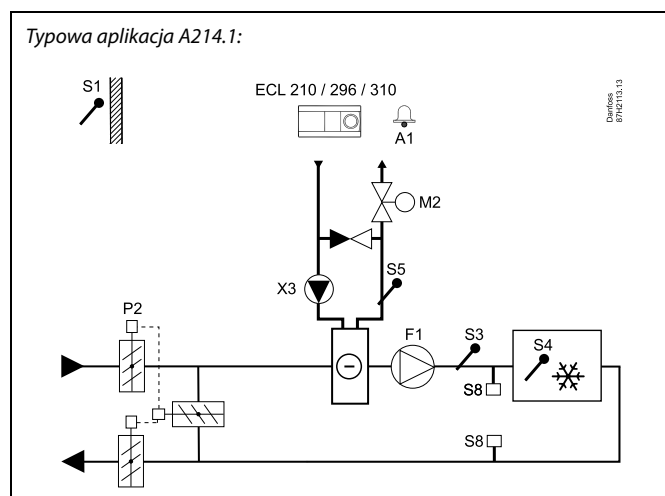 Typowa aplikacja A214.1:
S1
ECL 210 / 296 / 310
A1
Danfoss
87H2113.13
M2
S5
X3
P2
F1
S3
S4
S8
S8